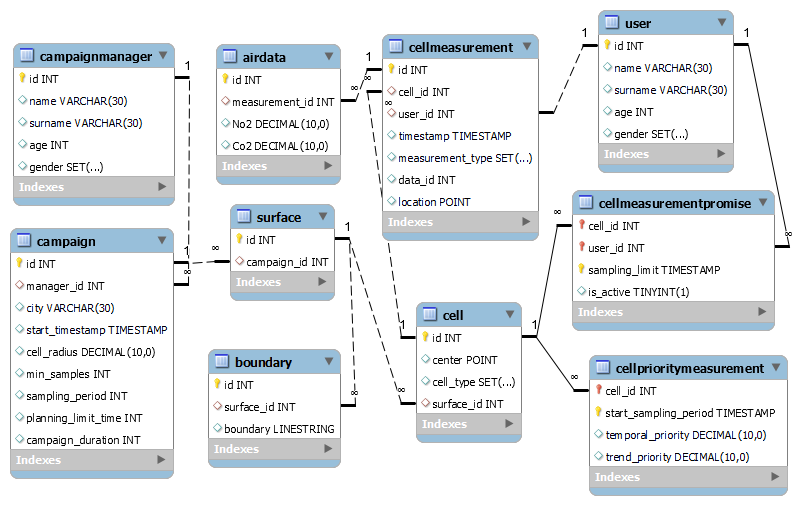 campaignmanager
id INT
name VARCHAR(30)
surname VARCHAR(30)
age INT
gender SET(...)
Indexes
airdata
id INT
measurement_id INT
No2 DECIMAL(10,0)
Co2 DECIMAL(10,0)
Indexes
cellmeasurement
id INT
cell_id INT
user_id INT
timestamp TIMESTAMP
measurement_type SET(...)
data_id INT
location POINT
Indexes
user
id INT
name VARCHAR(30)
surname VARCHAR(30)
age INT
gender SET(...)
Indexes
campaign
id INT
manager_id INT
city VARCHAR(30)
start_timestamp TIMESTAMP
cell_radius DECIMAL(10,0)
min_samples INT
sampling_period INT
planning_limit_time INT
campaign_duration INT
Indexes
surface
id INT
campaign_id INT
Indexes
boundary
id INT
surface_id INT
boundary LINESTRING
Indexes
cell
id INT
center POINT
cell_type SET(...)
surface_id INT
Indexes
cellmeasurementpromise
cell_id INT
user_id INT
sampling_limit TIMESTAMP
is_active TINYINT(1)
Indexes
cellprioritymeasurement
cell_id INT
start_sampling_period TIMESTAMP
temporal_priority DECIMAL(10,0)
trend_priority DECIMAL(10,0)
Indexes
1
∞
1
∞
1
∞
1
∞
1
∞
∞
1
∞
1
∞
1
∞
∞